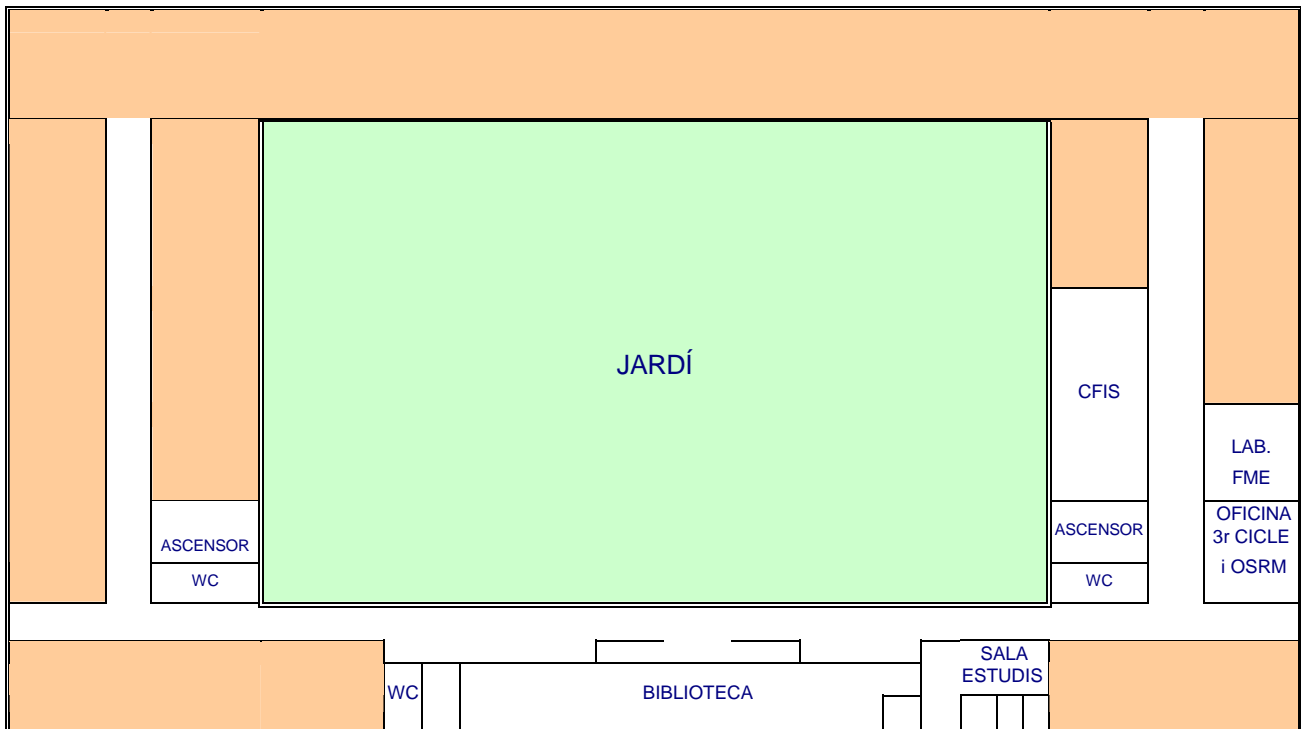 JARDÍ
CFIS
LAB.
FME
ASCENSOR
WC
ASCENSOR
WC
OFICINA
3r CICLE
i OSRM
WC
BIBLIOTECA
SALA
ESTUDIS